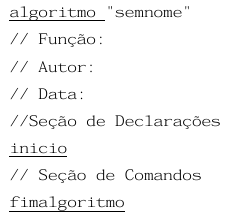 algoritmo "semnome"
// Função:
// Autor:
// Data:
//Seção de Declarações
inicio
// Seção de Comandos
fimalgoritmo